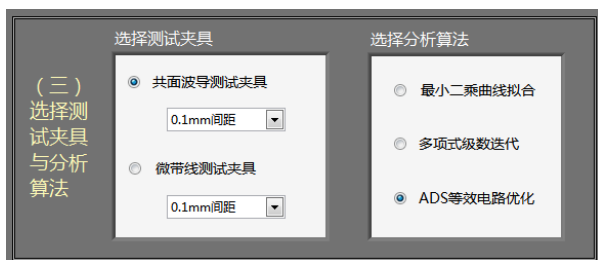 (三)
选择测
试夹具
与分析
算法
选择测试夹具
共面波导测试夹具
0.1mm间距
微带线测试夹具
0.1mm间距
选择分析算法
最小二乘曲线拟合
多项式级数迭代
ADS等效电路优化